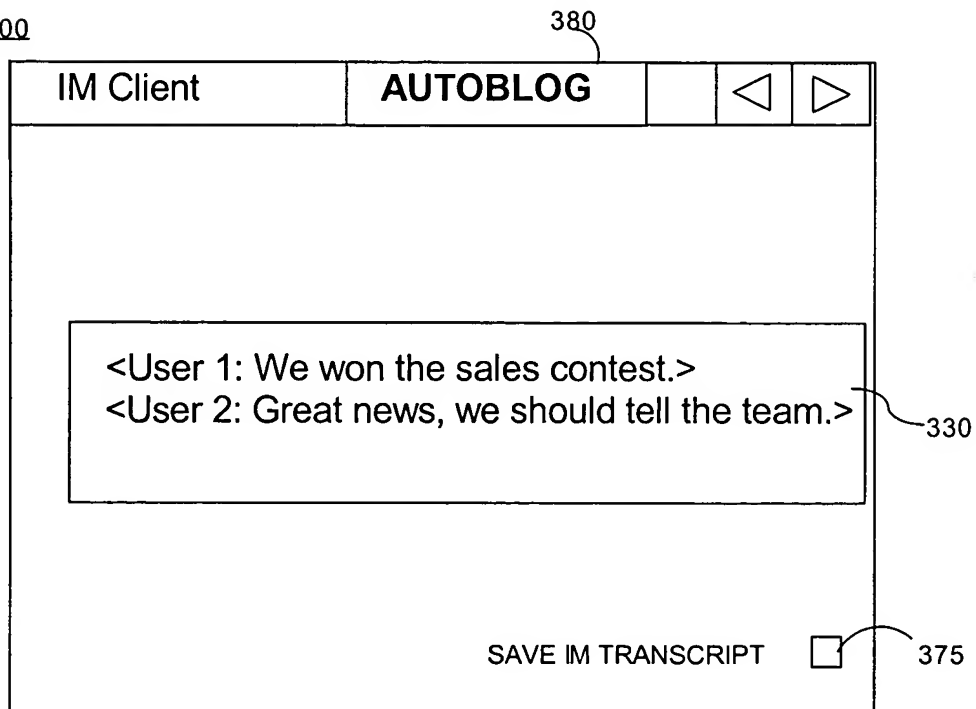 00
380
IM Client AUTOBLOG
<User 1: We won the sales contest.>
<User 2: Great news, we should tell the team.>
330
SAVE IM TRANSCRIPT
375